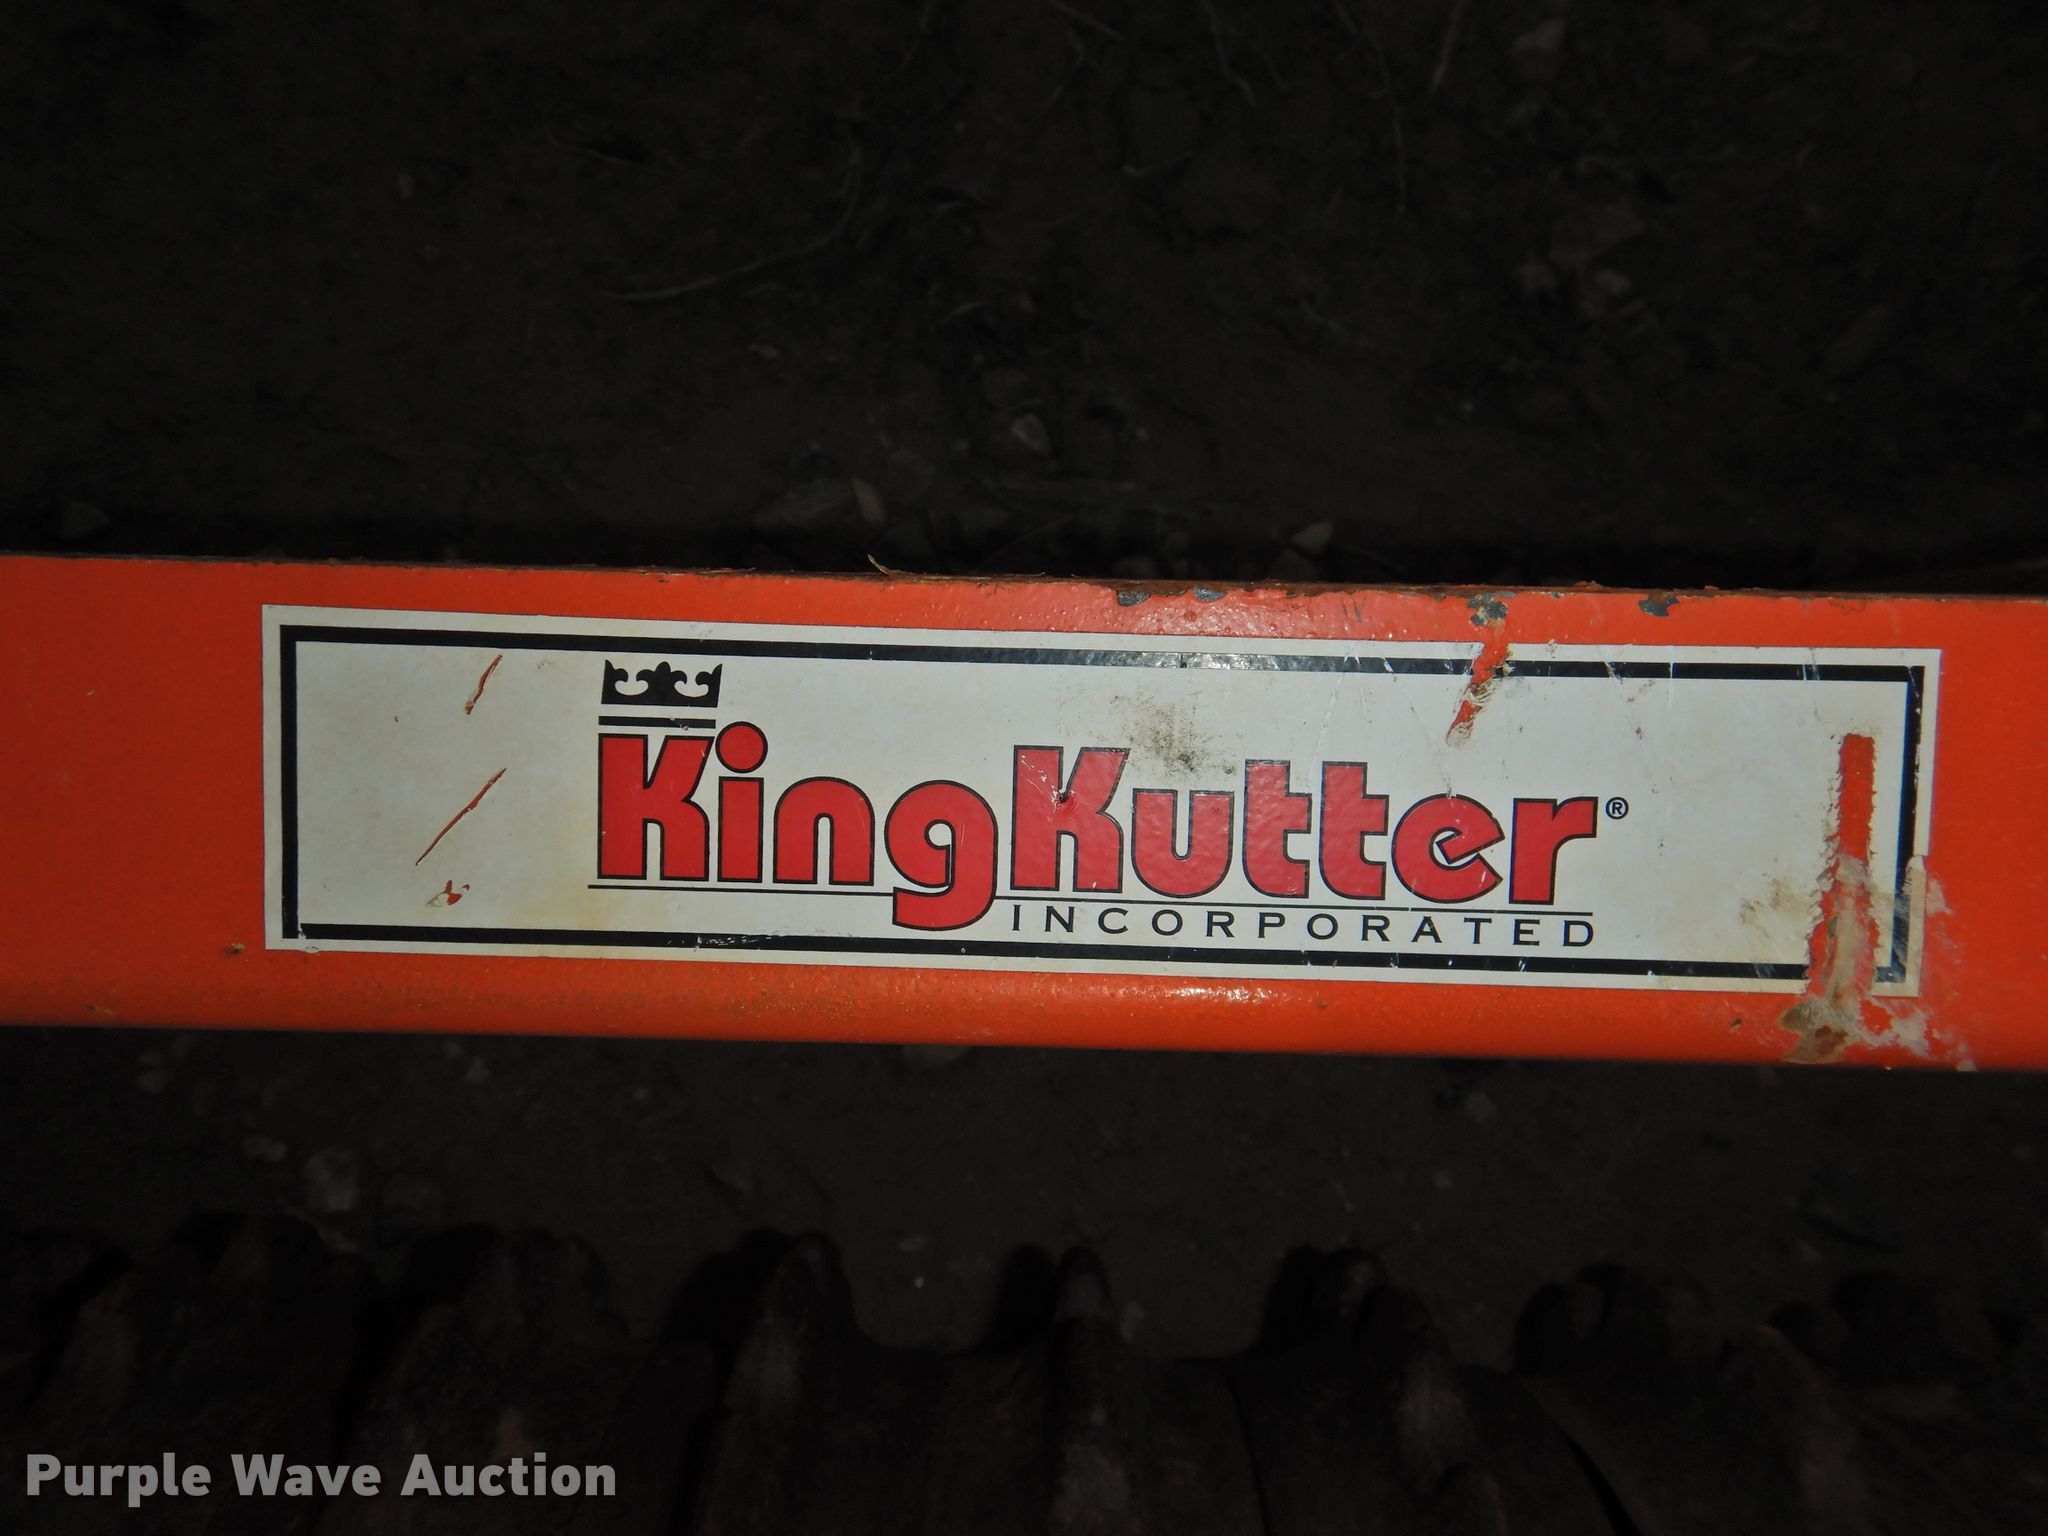 KingKutter®
INCORPORATED
Purple Wave Auction